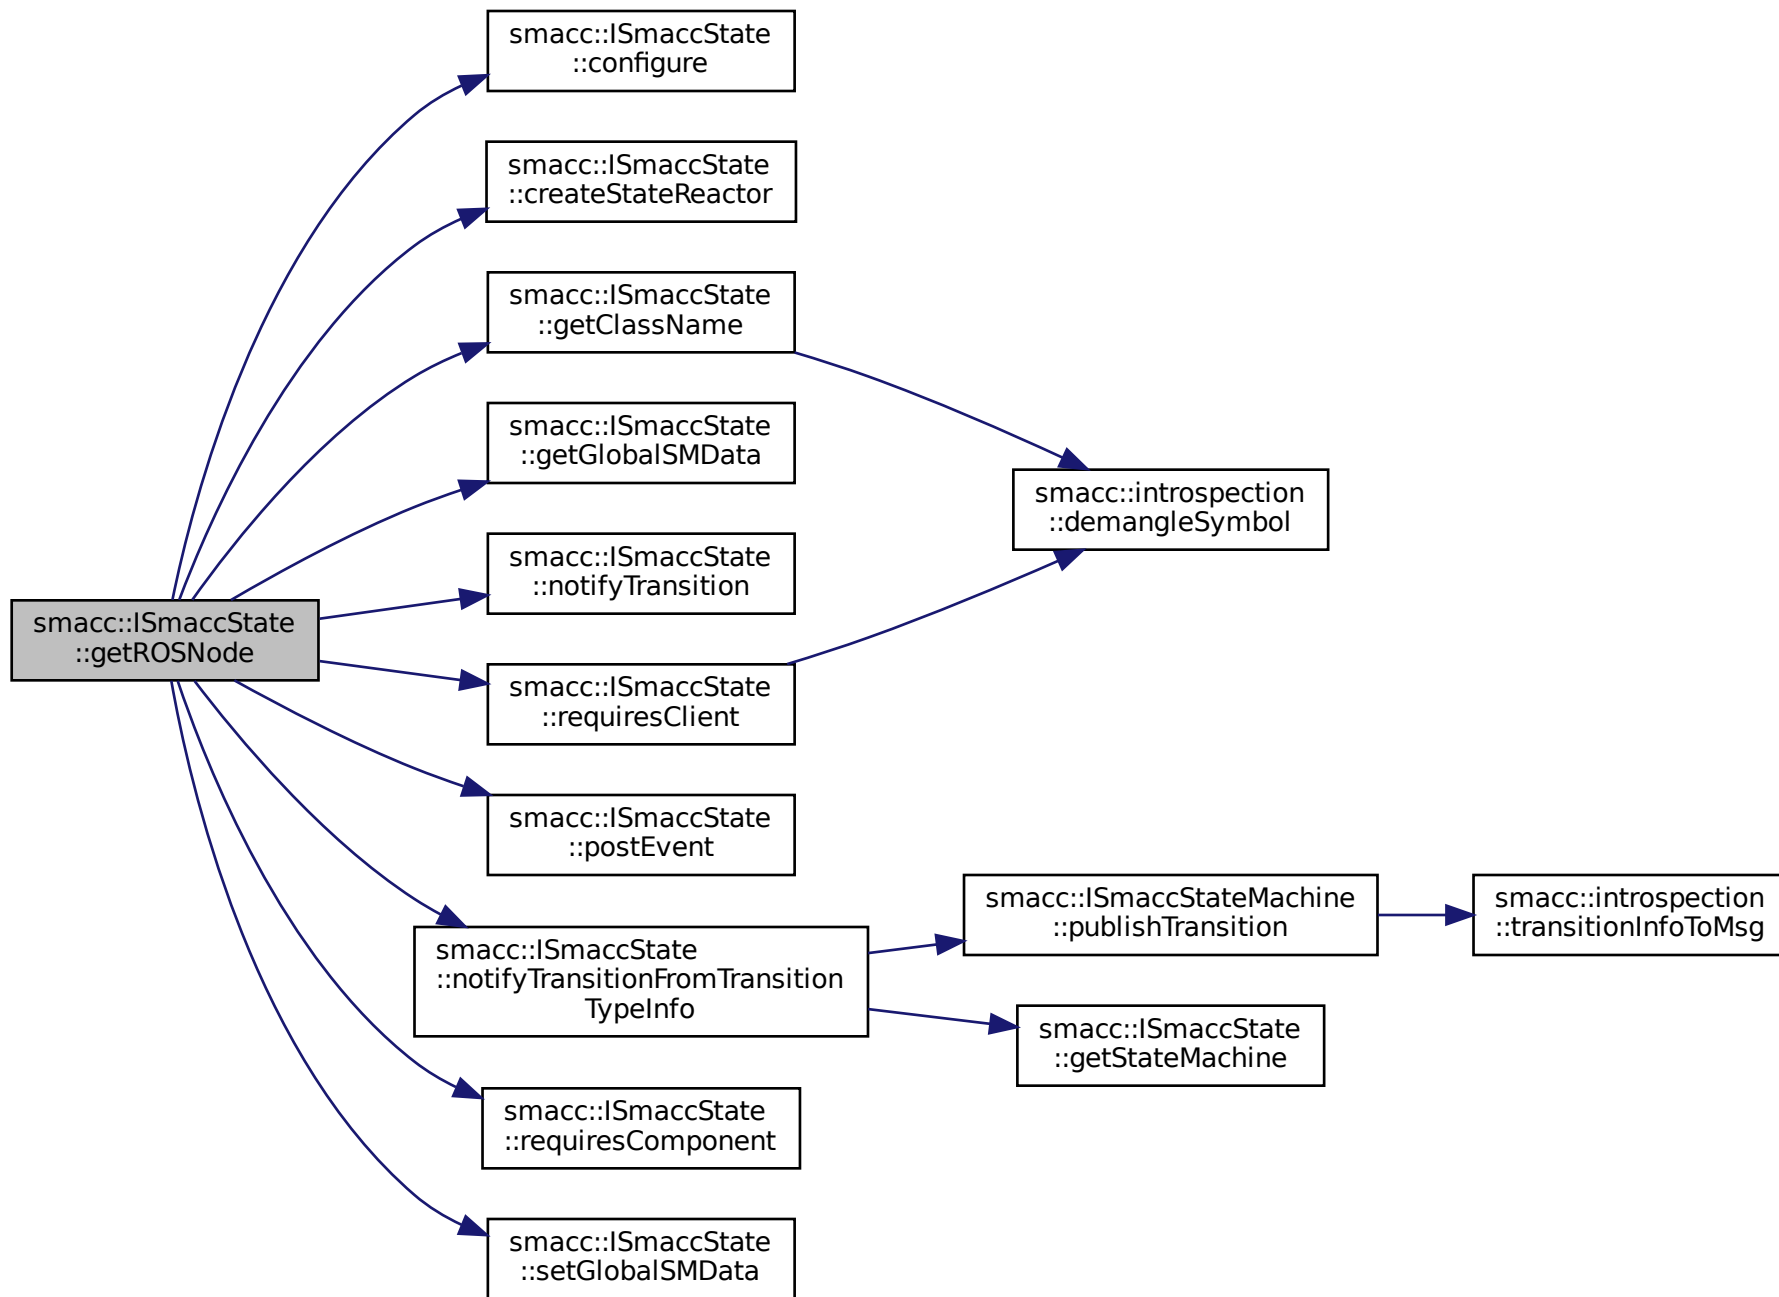 smacc::ISmaccState
::configure
smacc::ISmaccState
::createStateReactor
smacc::ISmaccState
::getClassName
smacc::ISmaccState
::getGlobalSMData
smacc::introspection
::demangleSymbol
smacc::ISmaccState
::notifyTransition
smacc::ISmaccState
::getROSNode
smacc::ISmaccState
::requiresClient
smacc::ISmaccState
::postEvent
smacc::ISmaccStateMachine
::publishTransition
smacc::introspection
::transitionInfoToMsg
smacc::ISmaccState
::notifyTransitionFromTransition
TypeInfo
smacc::ISmaccState
::getStateMachine
smacc::ISmaccState
::requiresComponent
smacc::ISmaccState
::setGlobalSMData